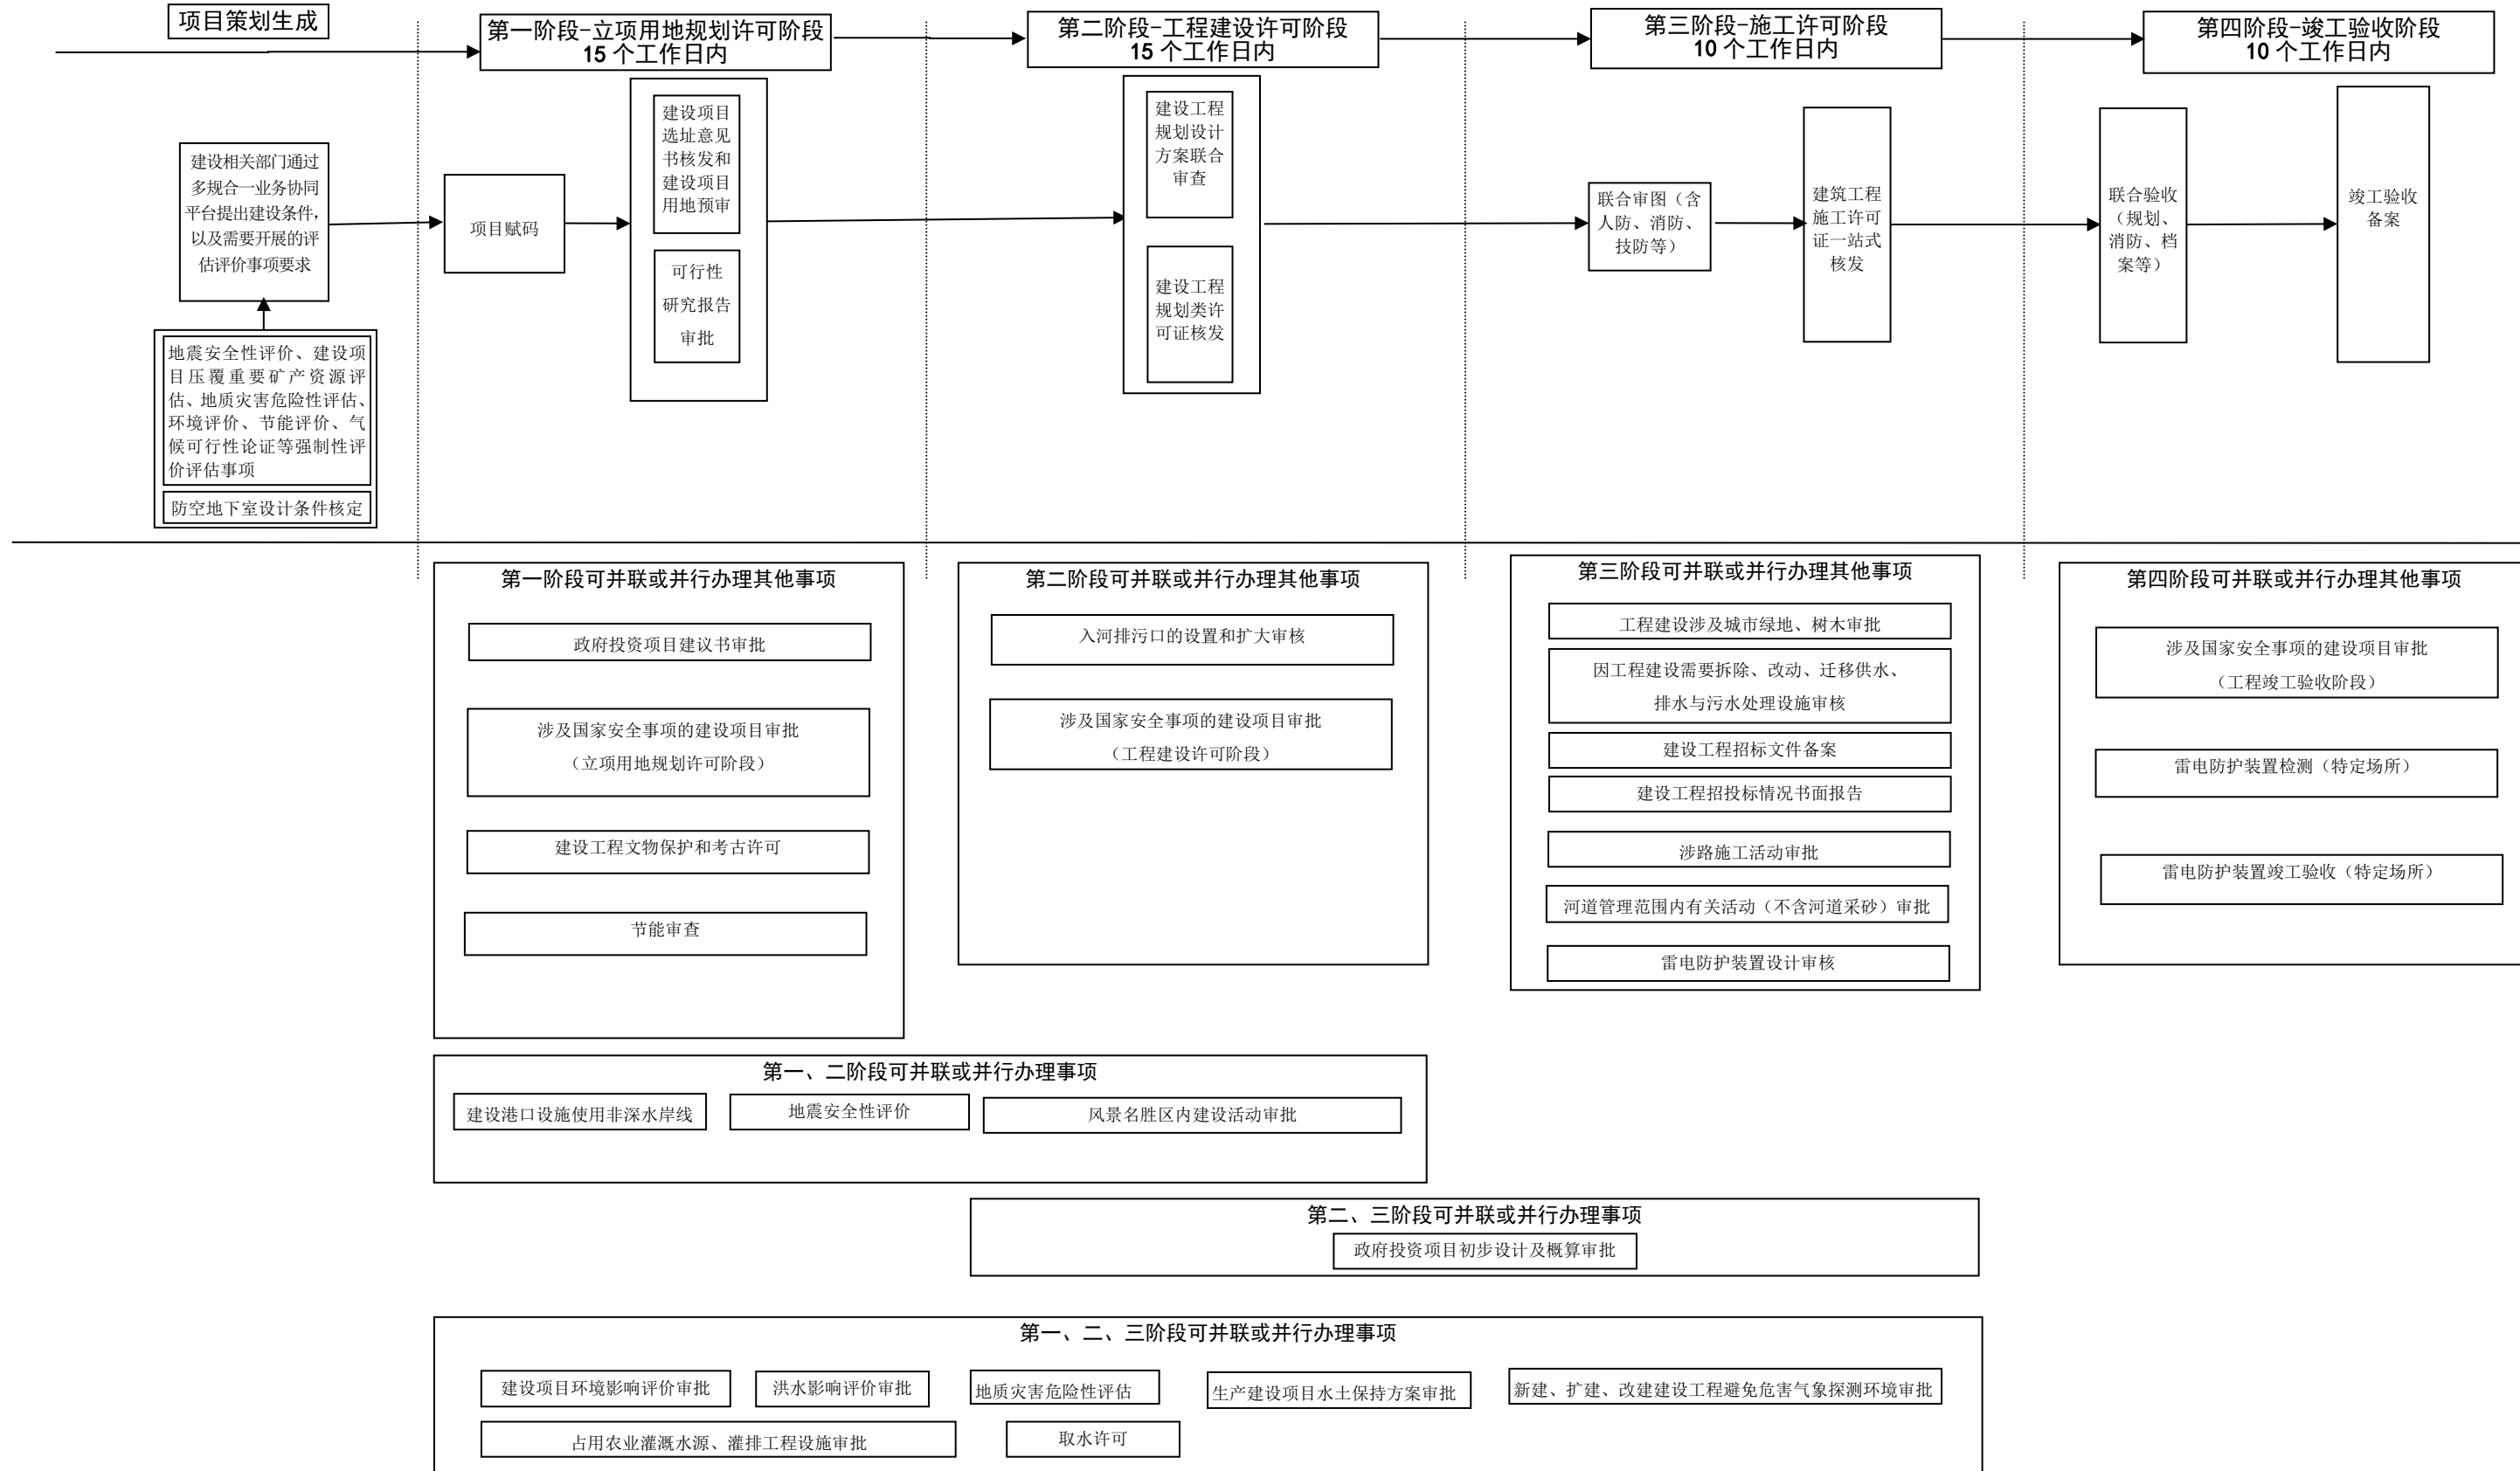 项目策划生成
第一阶段-立项用地规划许可阶段
15 个工作日内
第二阶段-工程建设许可阶段
15 个工作日内
第三阶段-施工许可阶段
10 个工作日内
第四阶段-竣工验收阶段
10 个工作日内
建设相关部门通过
多规合一业务协同
平台提出建设条件，
以及需要开展的评
估评价事项要求
地震安全性评价、建设项
目压覆重要矿产资源评
估、地质灾害危险性评估、
环境评价、节能评价、气
候可行性论证等强制性评
价评估事项
防空地下室设计条件核定
项目赋码
建设项目
选址意见
书核发和
建设项目
用地预审
可行性
研究报告
审批
建设工程
规划设计
方案联合
审查
建设工程
规划类许
可证核发
联合审图（含
人防、消防、
技防等）
建筑工程
施工许可
证一站式
核发
联合验收
（规划、
消防、档
案等）
竣工验收
备案
第一阶段可并联或并行办理其他事项
政府投资项目建议书审批
涉及国家安全事项的建设项目审批
（立项用地规划许可阶段）
建设工程文物保护和考古许可
节能审查
第二阶段可并联或并行办理其他事项
入河排污口的设置和扩大审核
涉及国家安全事项的建设项目审批
（工程建设许可阶段）
第三阶段可并联或并行办理其他事项
工程建设涉及城市绿地、树木审批
因工程建设需要拆除、改动、迁移供水、
排水与污水处理设施审核
建设工程招标文件备案
建设工程招投标情况书面报告
涉路施工活动审批
河道管理范围内有关活动（不含河道采砂）审批
雷电防护装置设计审核
第四阶段可并联或并行办理其他事项
涉及国家安全事项的建设项目审批
（工程竣工验收阶段）
雷电防护装置检测（特定场所）
雷电防护装置竣工验收（特定场所）
第一、二阶段可并联或并行办理事项
建设港口设施使用非深水岸线
地震安全性评价
风景名胜区内建设活动审批
第二、三阶段可并联或并行办理事项
政府投资项目初步设计及概算审批
第一、二、三阶段可并联或并行办理事项
建设项目环境影响评价审批
洪水影响评价审批
地质灾害危险性评估
生产建设项目水土保持方案审批
新建、扩建、改建建设工程避免危害气象探测环境审批
占用农业灌溉水源、灌排工程设施审批
取水许可